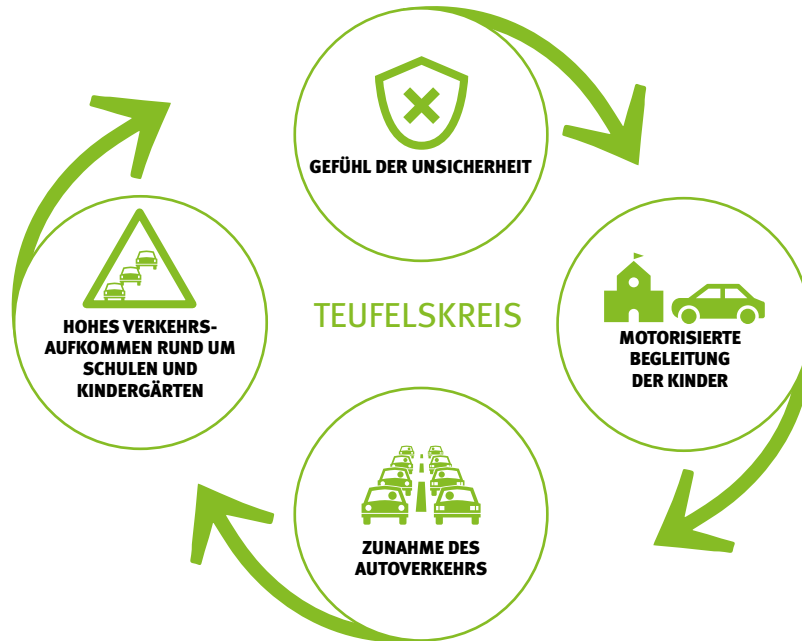 GEFÜHL DER UNSICHERHEIT
TEUFELSKREIS
MOTORISIERTE
BEGLEITUNG
DER KINDER
ZUNAHME DES
AUTOVERKEHRS
HOHES VERKEHRS-
AUFKOMMEN RUND UM
SCHULEN UND
KINDERGÄRTEN